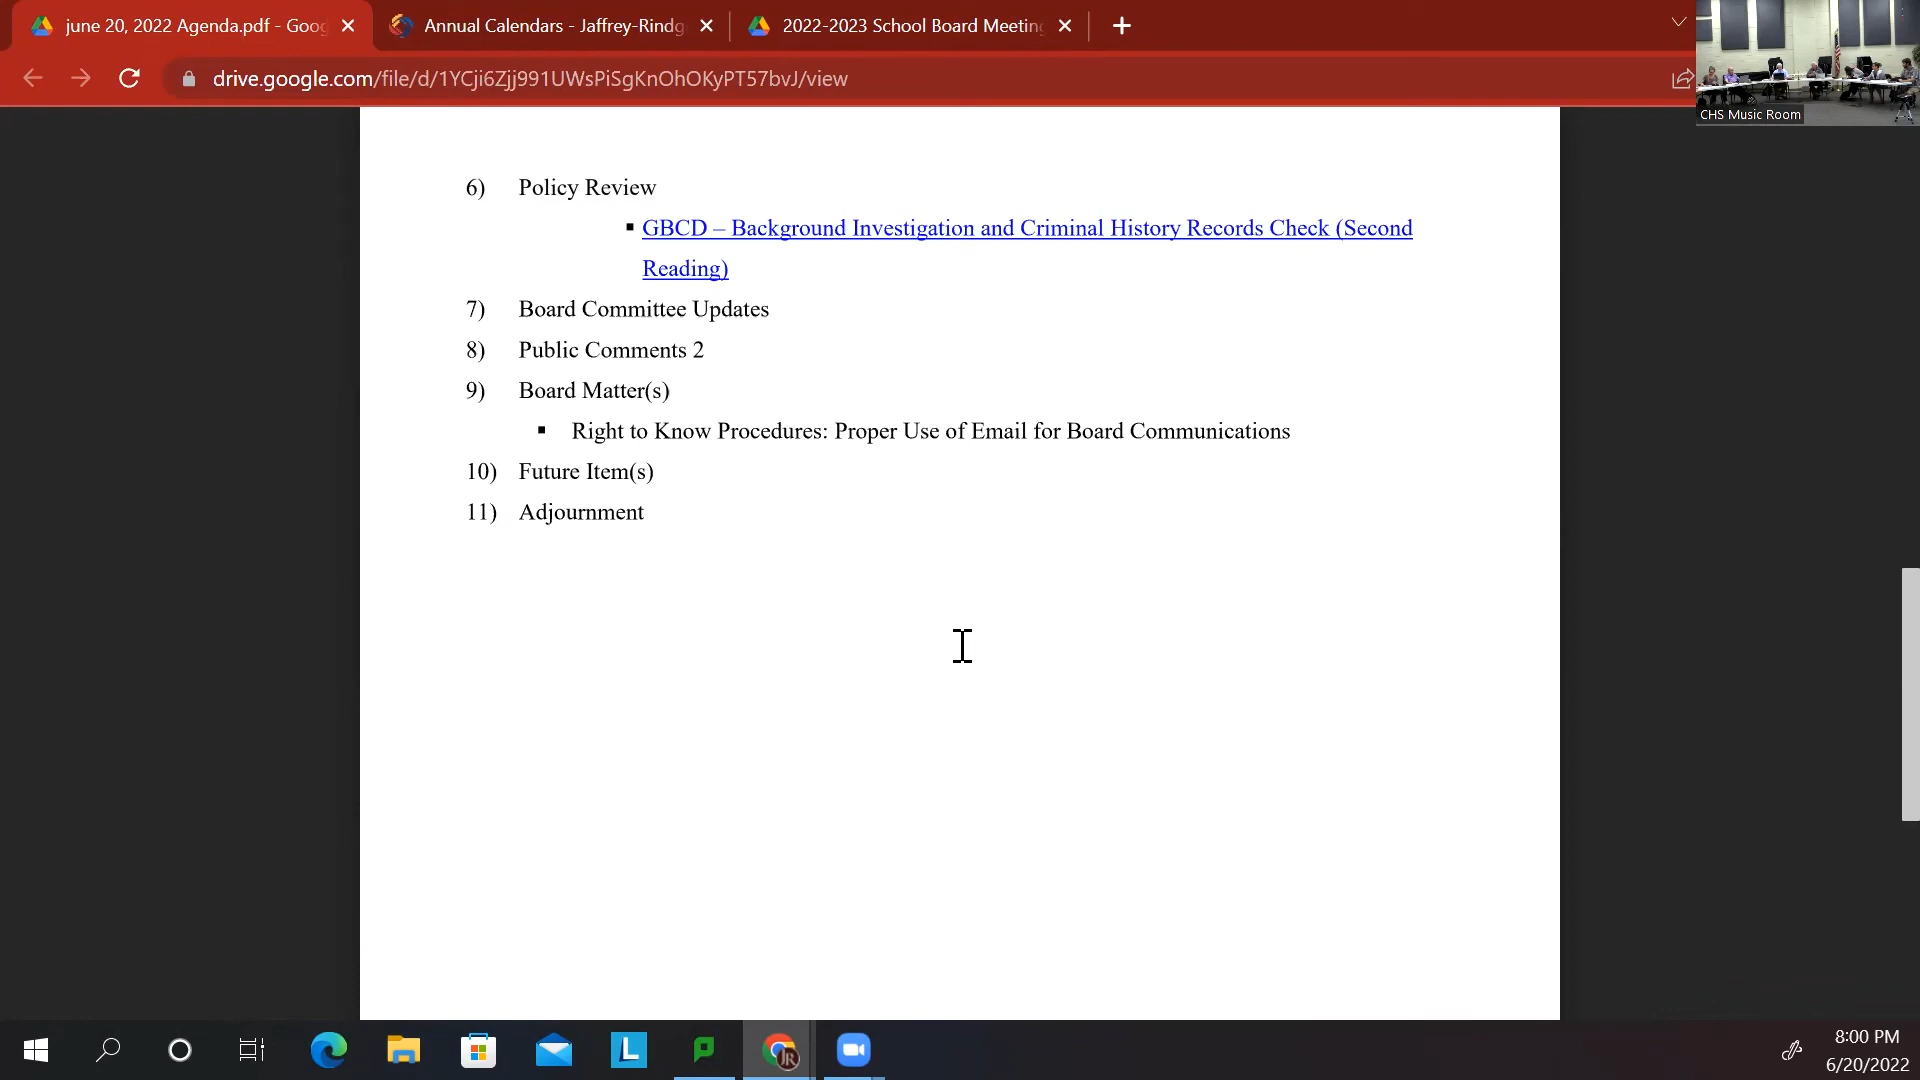 june 20, 2022 Agenda.pdf - Goog
Annual Calendars - Jaffrey-Rindg
2022-2023 School Board Meeting
drive.google.com/file/d/1YCji6Zjj991UWsPiSgKnOhOKyPT57bvJ/view
CHS Music Room
6) Policy Review
▪ GBCD – Background Investigation and Criminal History Records Check (Second
Reading)
7) Board Committee Updates
8) Public Comments 2
9) Board Matter(s)
▪ Right to Know Procedures: Proper Use of Email for Board Communications
10) Future Item(s)
11) Adjournment
L
JR
8:00 PM
6/20/2022